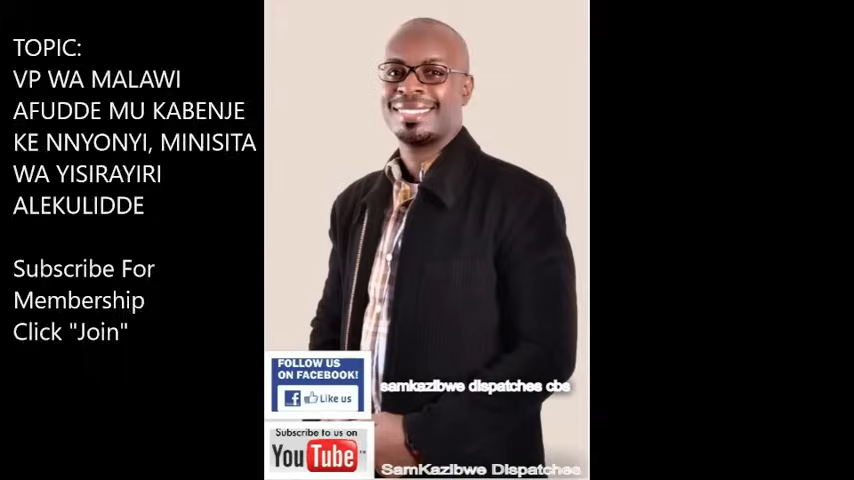 TOPIC:
VP WA MALAWI
AFUDDE MU KABENJE
KE NNYONYI, MINISITA
WA YISIRAYIRI
ALEKULIDDE
Subscribe For
Membership
Click "Join"
FOLLOW US
ON FACEBOOK!
f Like us
samkazibwe dispatches cbs
Subscribe to us on
YouTube
SamKazibwe Dispatches